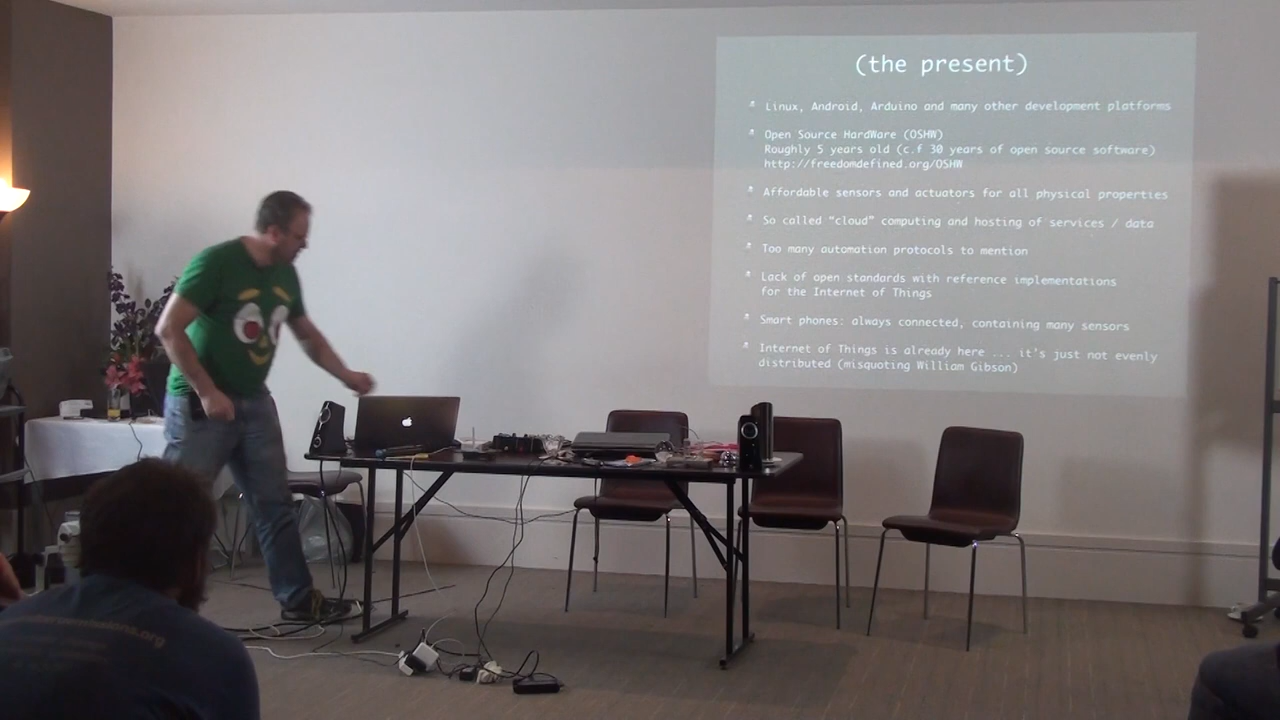 (the present)
Linux, Android, Arduino and many other development platforms
Open Source HardWare (OSHW)
Roughly 5 years old (c.f 30 years of open source software)
http://freedomdefined.org/OSHW
Affordable sensors and actuators for all physical properties
So called “cloud” computing and hosting of services / data
Too many automation protocols to mention
Lack of open standards with reference implementations
for the Internet of Things
Smart phones: always connected, containing many sensors
Internet of Things is already here ... it's just not evenly
distributed (misquoting William Gibson)